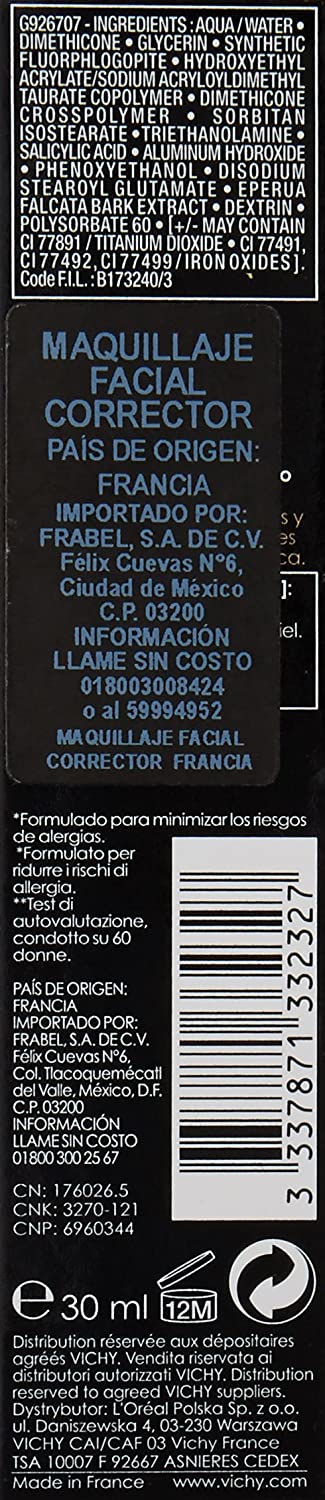 G926707 - INGREDIENTS: AQUA / WATER •
DIMETHICONE • GLYCERIN • SYNTHETIC
FLUORPHLOGOPITE • HYDROXYETHYL
ACRYLATE/SODIUM ACRYLOYLDIMETHYL
TAURATE COPOLYMER • DIMETHICONE
CROSSPOLYMER • SORBITAN
ISOSTEARATE • TRIETHANOLAMINE •
SALICYLIC ACID • ALUMINUM HYDROXIDE
• PHENOXYETHANOL • DISODIUM
STEAROYL GLUTAMATE • EPERUA
FALCATA BARK EXTRACT • DEXTRIN •
POLYSORBATE 60 • [+/- MAY CONTAIN
CI 77891 / TITANIUM DIOXIDE • CI 77491,
CI 77492, CI 77499 / IRON OXIDES].
Code F.I.L. : B173240/3
MAQUILLAJE
FACIAL
CORRECTOR
PAÍS DE ORIGEN:
FRANCIA
IMPORTADO POR:
FRABEL, S.A. DE C.V.
Félix Cuevas N°6,
Ciudad de México
C.P. 03200
INFORMACIÓN
LLAME SIN COSTO
018003008424
o al 59994952
MAQUILLAJE FACIAL
CORRECTOR FRANCIA
*Formulado para minimizar los riesgos
de alergias.
*Formulato per
ridurre i rischi di
allergia.
**Test di
autovalutazione,
condotto su 60
donne.
PAÍS DE ORIGEN:
FRANCIA
IMPORTADO POR:
FRABEL, S.A. DE C.V.
Félix Cuevas N°6,
Col. Tlacoquemécatl
del Valle, México, D.F.
C.P. 03200
INFORMACIÓN
LLAME SIN COSTO
01800 300 25 67
CN: 176026.5
CNK: 3270-121
CNP: 6960344
3 337871 332327
e 30 ml 12M
Distribution réservée aux dépositaires
agréés VICHY. Vendita riservata ai
distributori autorizzati VICHY. Distribution
reserved to agreed VICHY suppliers.
Dystrybutor: L'Oréal Polska Sp. z o.o.
ul. Daniszewska 4, 03-230 Warszawa
VICHY CAI/CAF 03 Vichy France
TSA 10007 F 92667 ASNIERES CEDEX
Made in France www.vichy.com